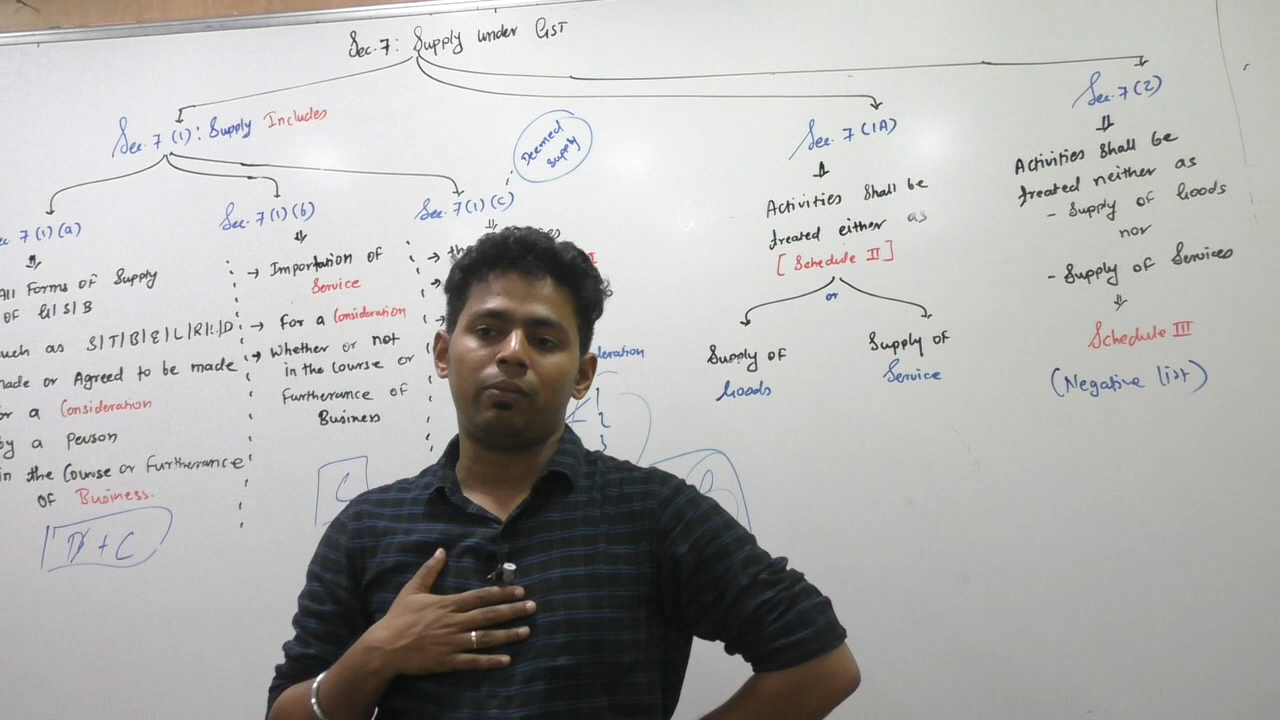 Sec.7: Supply under GST
Sec. 7 (1): Supply Includes
7 (1) (a)
All Forms of Supply
of G|S|B
such as S|T|B|E|L|R|L|D
made or Agreed to be made
for a Consideration
by a person
in the Course or Furtherance
of Business.
B + C
Sec. 7 (1) (b)
→ Importation of
Service
→ For a Consideration
→ Whether or not
in the Course or
Furtherance of
Business
C
Deemed
Supply
Sec. 7 (1) (c)
1
2
3
Sec. 7 (1A)
Activities Shall be
treated either as
[ Schedule II ]
or
Supply of
Goods
Supply of
Service
Sec. 7 (2)
Activities Shall be
treated neither as
- Supply of Goods
nor
- Supply of Services
Schedule III
(Negative list)